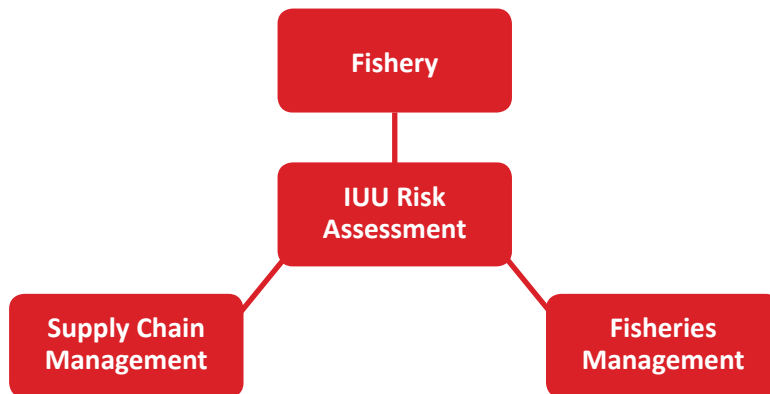 Fishery
IUU Risk
Assessment
Supply Chain
Management
Fisheries
Management